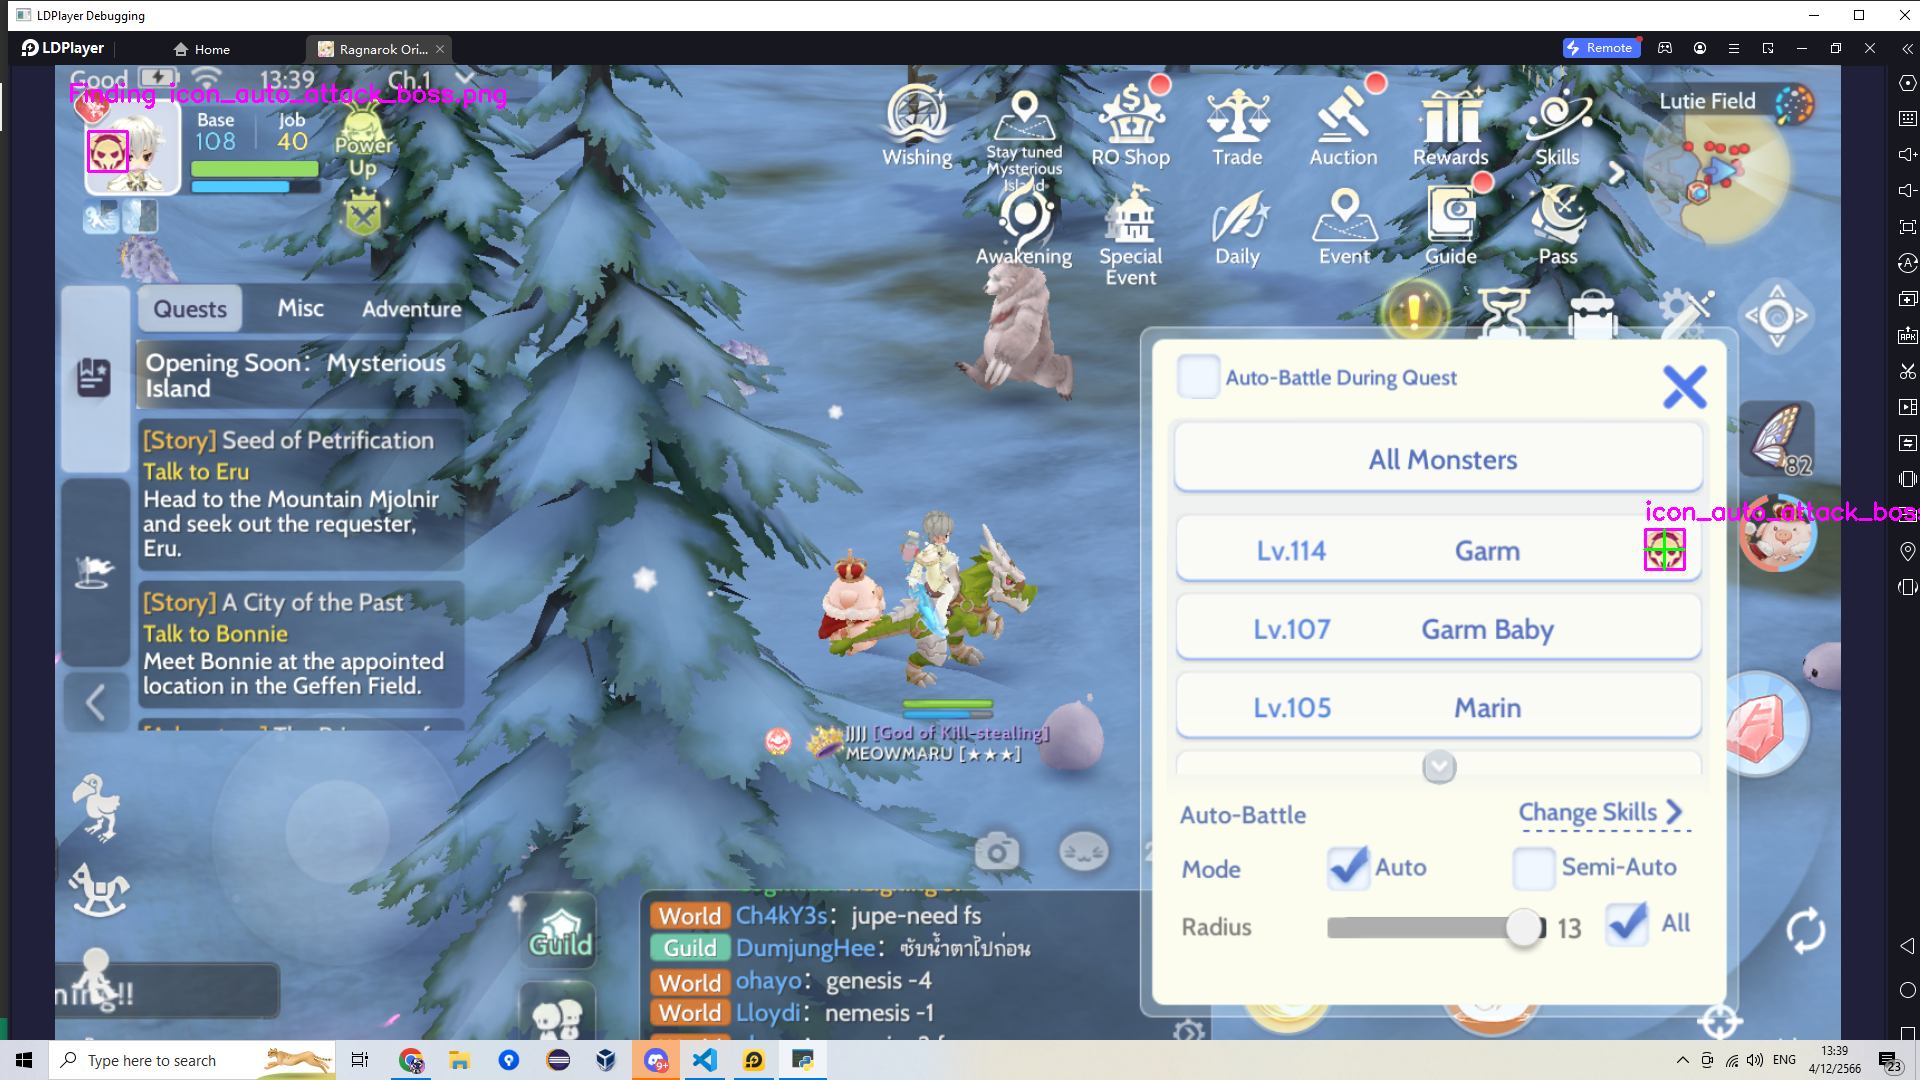 LDPlayer Debugging
LDPlayer
Home
Ragnarok Ori...
Remote
Good
13:39
Ch.1
Finding icon_auto_attack_boss.png
Base
108
Job
40
Power
Up
Wishing
Stay tuned
Mysterious
Island
RO Shop
Trade
Auction
Rewards
Skills
Lutie Field
Awakening
Special
Event
Daily
Event
Guide
Pass
Quests
Misc
Adventure
Opening Soon: Mysterious
Island
[Story] Seed of Petrification
Talk to Eru
Head to the Mountain Mjolnir
and seek out the requester,
Eru.
[Story] A City of the Past
Talk to Bonnie
Meet Bonnie at the appointed
location in the Geffen Field.
Auto-Battle During Quest
All Monsters
82
icon_auto_attack_boss
Lv.114
Garm
Lv.107
Garm Baby
Lv.105
Marin
Auto-Battle
Change Skills
Mode
Auto
Semi-Auto
Radius
13
All
|||| [God of Kill-stealing]
MEOWMARU [★★★]
Guild
World Ch4kY3s: jupe-need fs
Guild DumjungHee: ซับน้ำตาไปก่อน
World ohayo: genesis -4
World Lloydi: nemesis -1
Type here to search
9+
ENG
13:39
4/12/2566
23